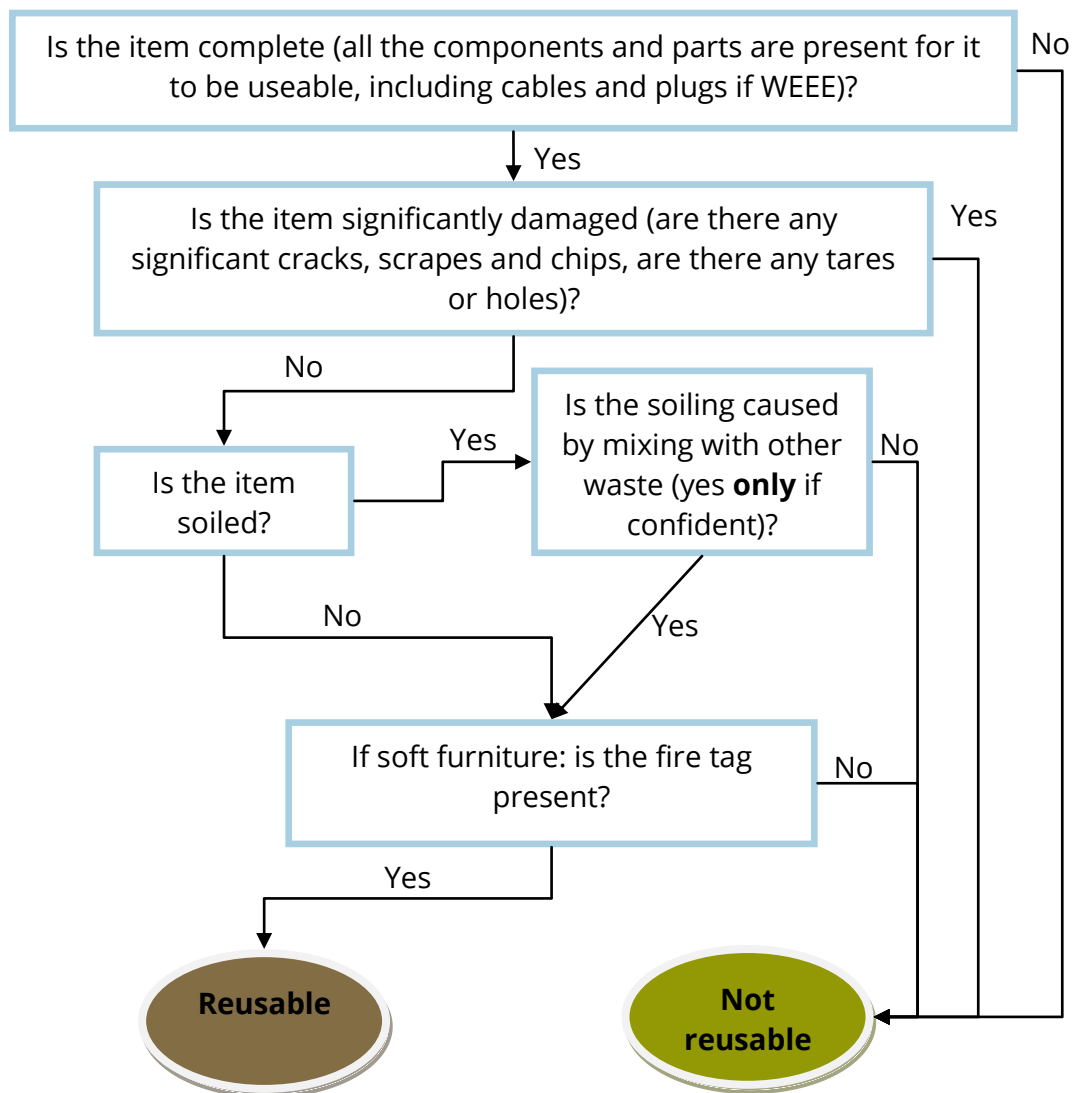 Is the item complete (all the components and parts are present for it
to be useable, including cables and plugs if WEEE)?
No
Yes
Is the item significantly damaged (are there any
significant cracks, scrapes and chips, are there any tares
or holes)?
Yes
No
Is the item
soiled?
Yes
Is the soiling caused
by mixing with other
waste (yes only if
confident)?
No
No
Yes
If soft furniture: is the fire tag
present?
No
Yes
Reusable
Not
reusable